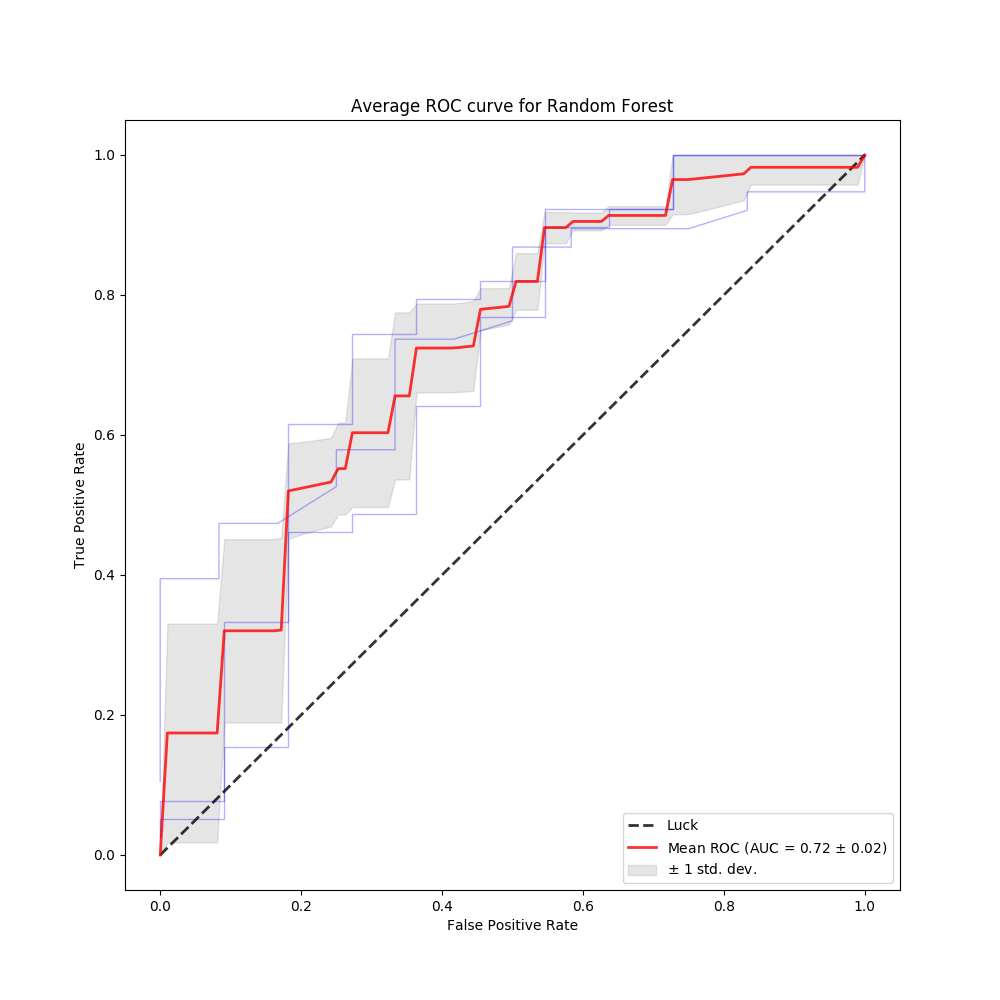 Average ROC curve for Random Forest
True Positive Rate
1.0
0.8
0.6
0.4
0.2
0.0
Luck
Mean ROC (AUC = 0.72 ± 0.02)
± 1 std. dev.
0.0 0.2 0.4 0.6 0.8 1.0
False Positive Rate